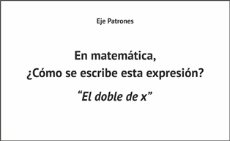 Eje Patrones
En matemática,
¿Cómo se escribe esta expresión?
“El doble de x”